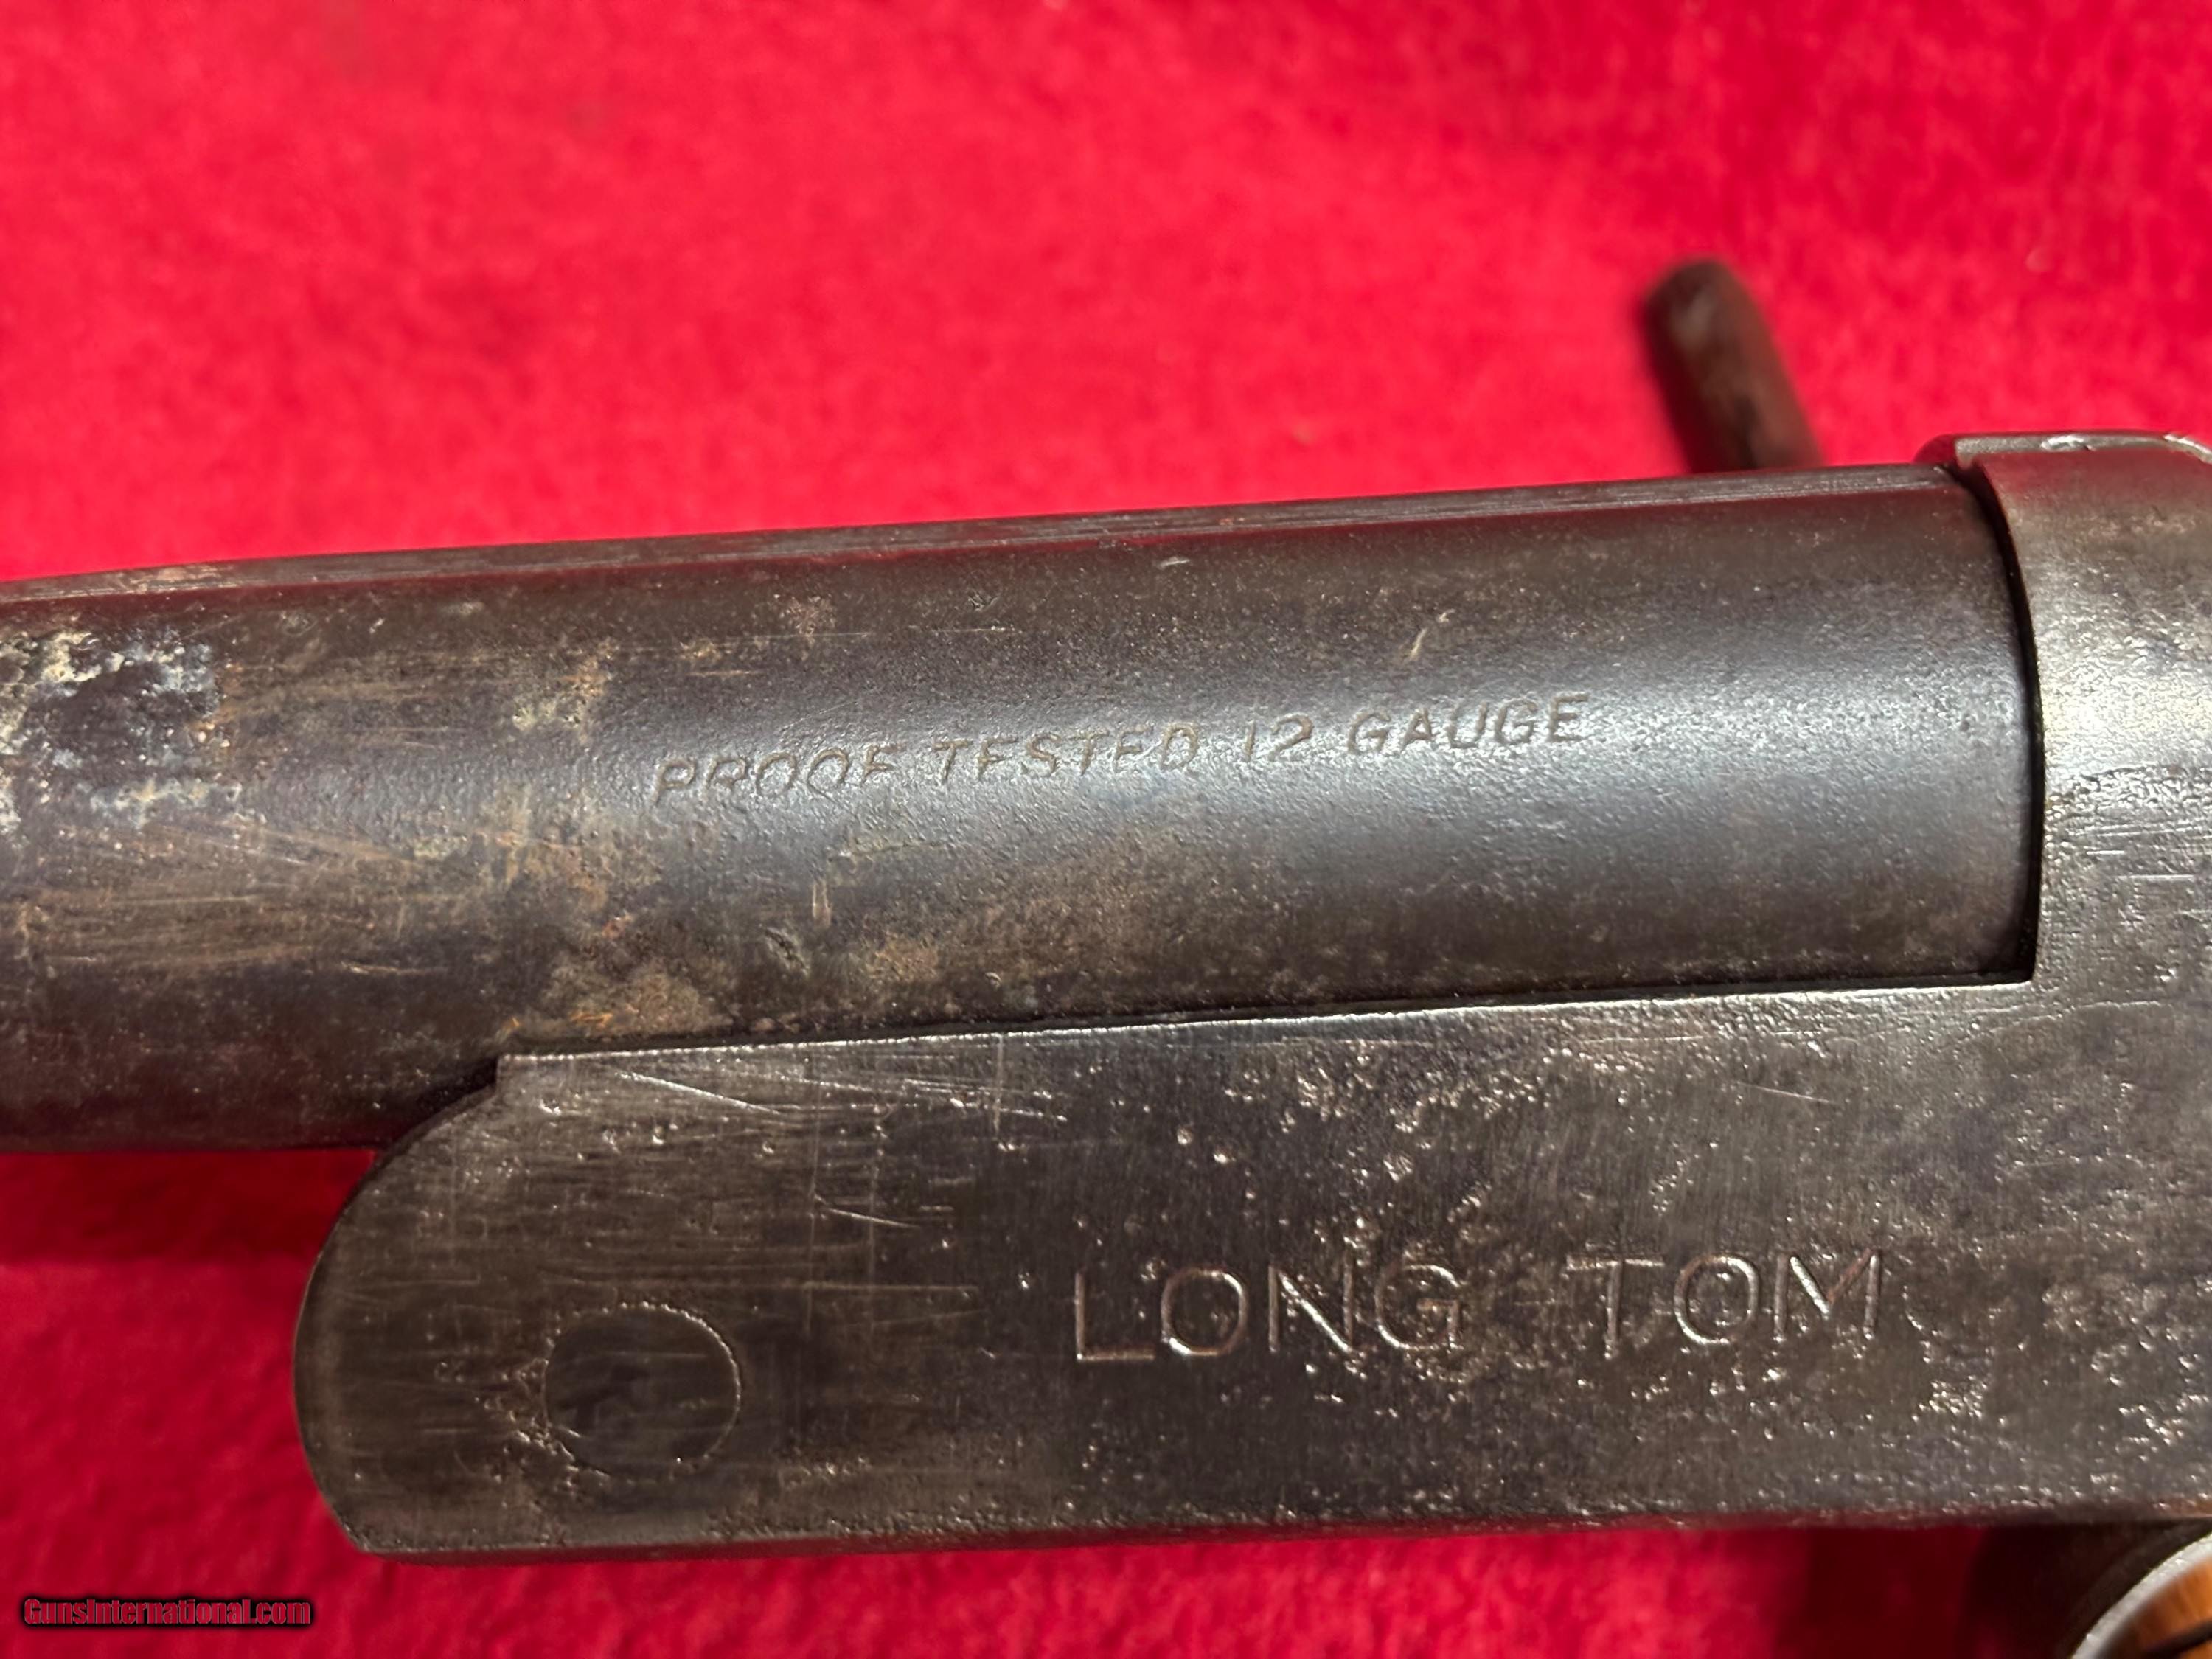 PROOF TESTED 12 GAUGE
LONG TOM
GunsInternational.com